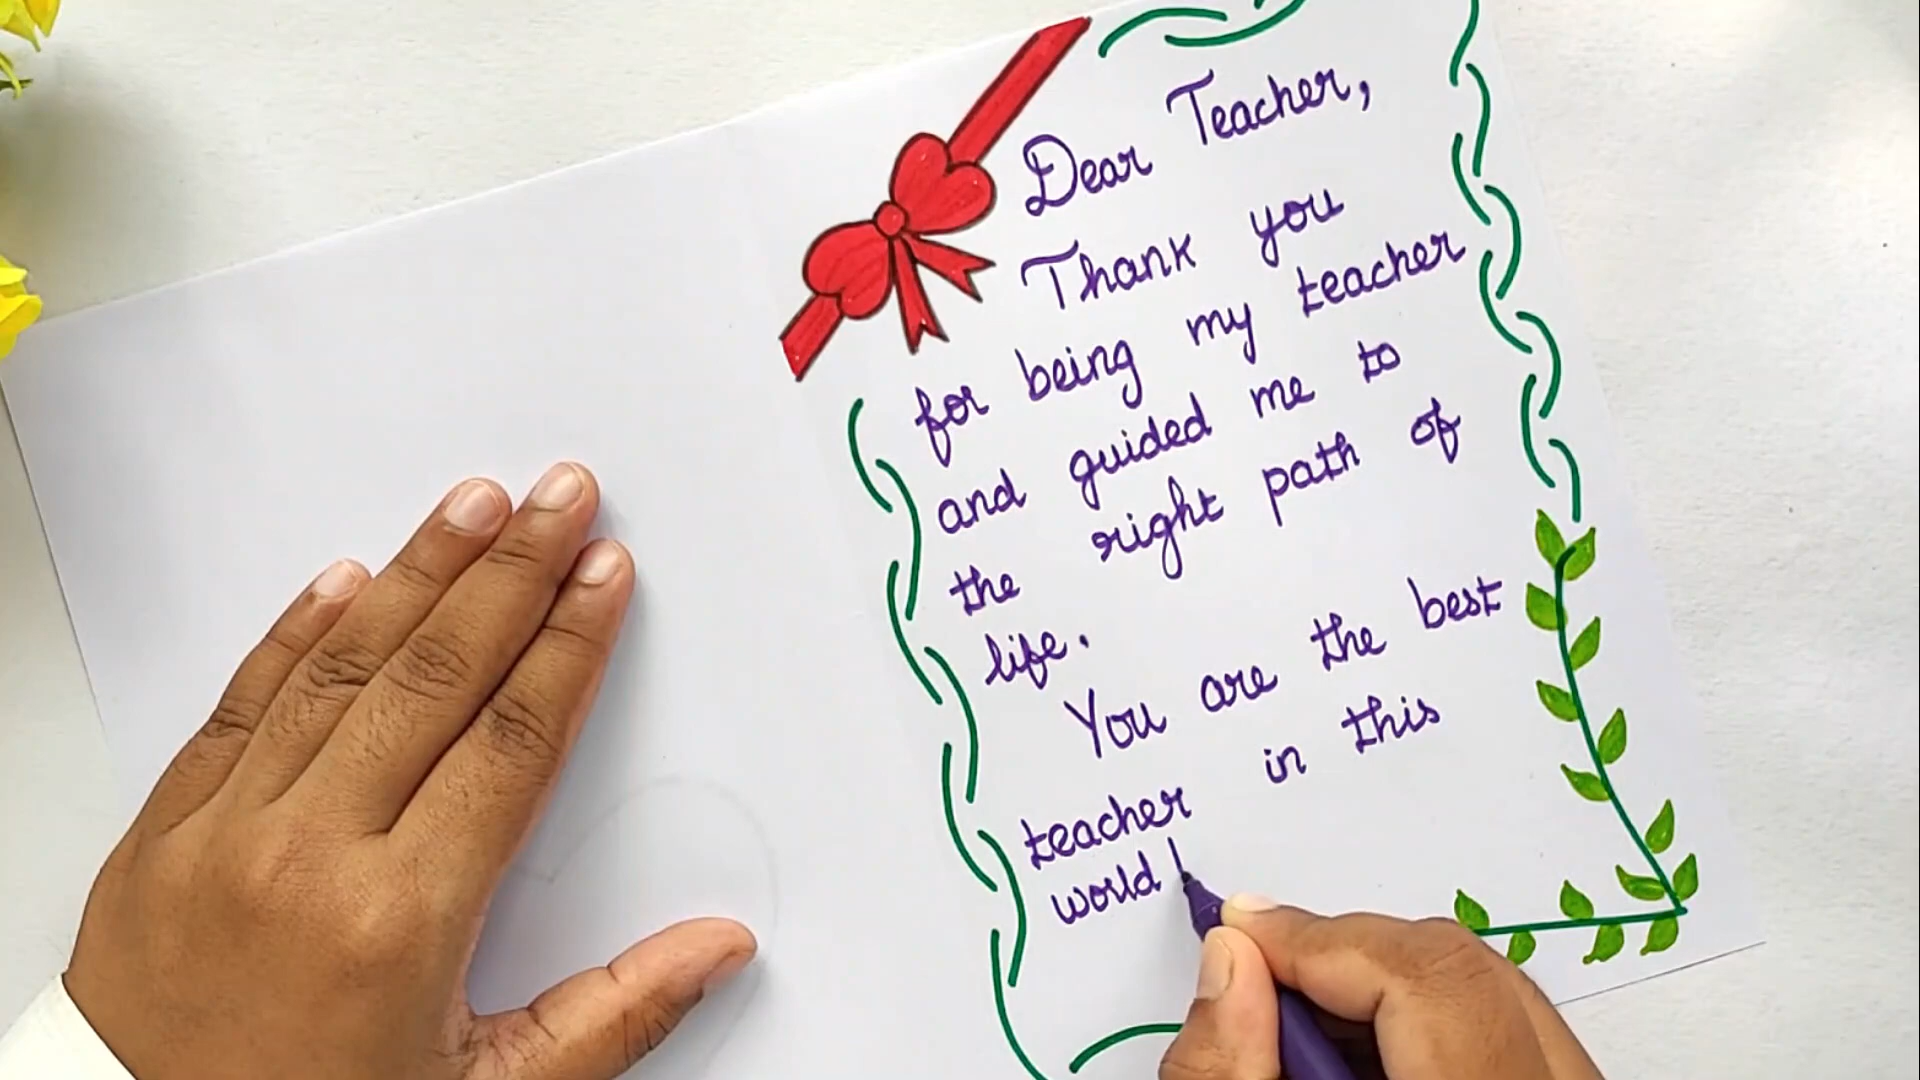 Dear Teacher,
Thank you
for being my teacher
and guided me to
the right path of
life.
You are the best
teacher in this
world